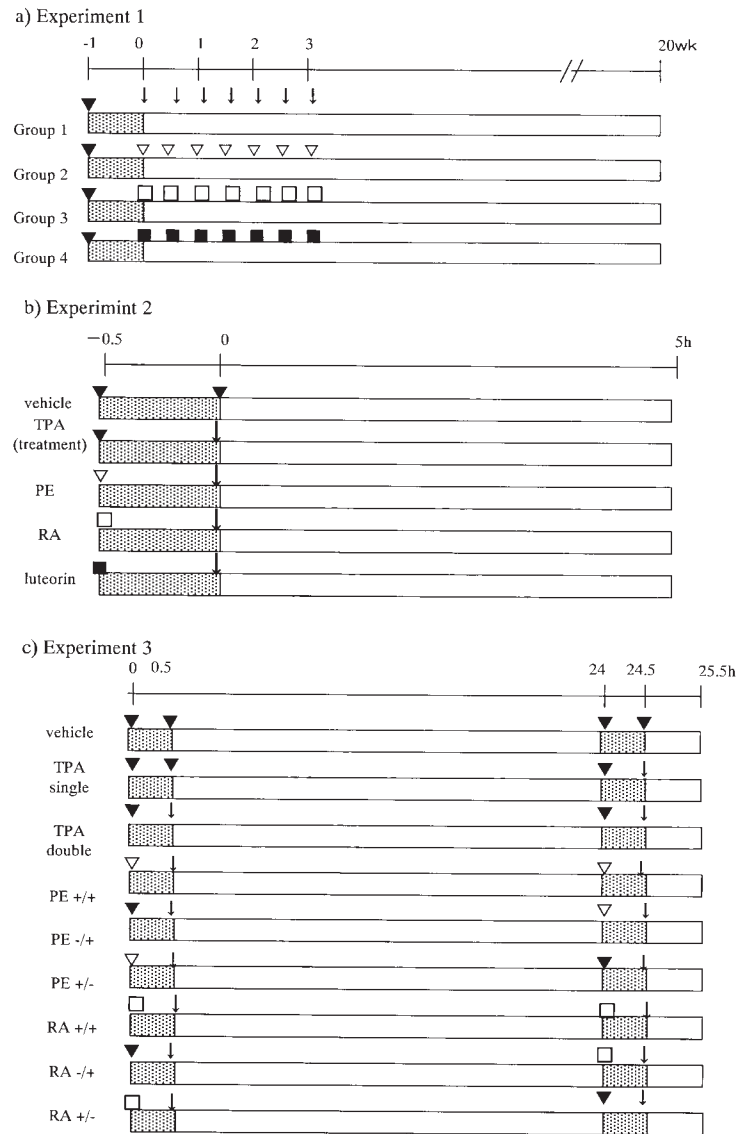 a) Experiment 1
-1 0 1 2 3 20wk
Group 1
Group 2
Group 3
Group 4
b) Experimint 2
−0.5 0 5h
vehicle
TPA
(treatment)
PE
RA
luteorin
c) Experiment 3
0 0.5 24 24.5 25.5h
vehicle
TPA
single
TPA
double
PE +/+
PE -/+
PE +/-
RA +/+
RA -/+
RA +/-